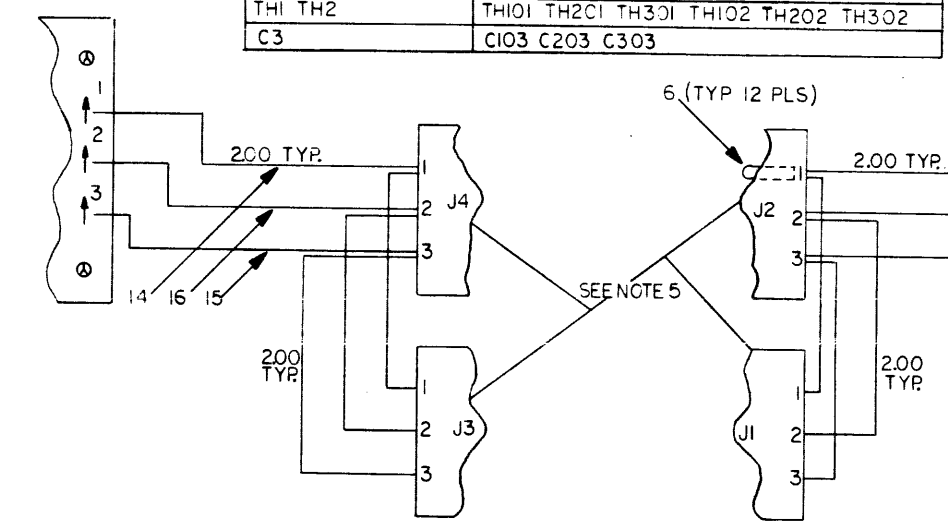 TH1 TH2 TH101 TH2C1 TH301 TH102 TH202 TH302
C3 C103 C203 C303
6 (TYP 12 PLS)
1
2
3
2.00 TYP.
14 16 15
1
2
3
J4
2.00
TYP.
1
2
3
J3
SEE NOTE 5
1
2
3
J2
2.00 TYP.
1
2
3
J1
2.00
TYP.